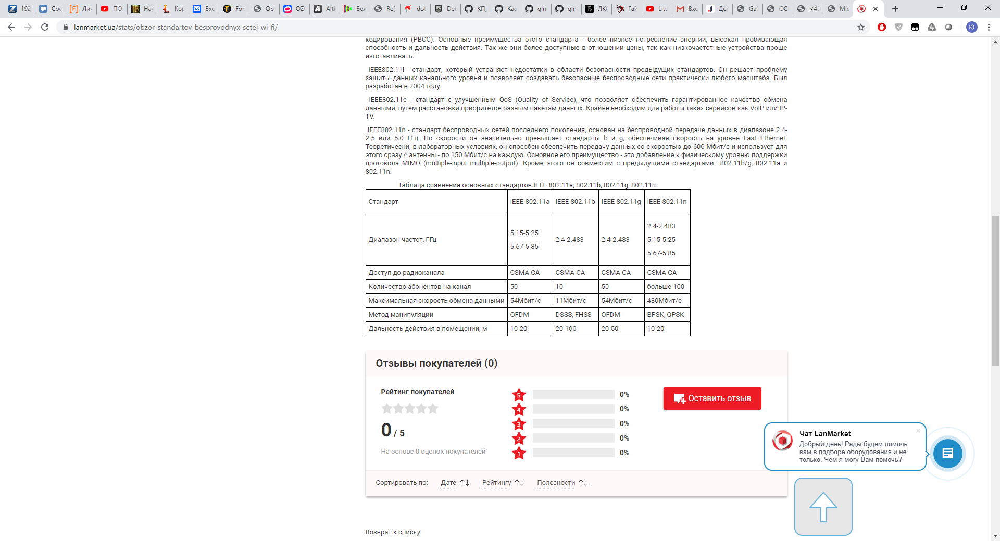 192
Сос
Лич
ПО
Нау
Кор
Вхо
For
Ор
OZ(
Alti
Вел
Re[
dot
Det
КП_
Кад
gIn
gIn
ЛК(
Гай
Littl
Вхо
Дет
Gal
ОС
<4(
Mic
lanmarket.ua/stats/obzor-standartov-besprovodnyx-setej-wi-fi/
Ю
кодирования (PBCC). Основные преимущества этого стандарта - более низкое потребление энергии, высокая пробивающая
способность и дальность действия. Так же они более доступные в отношении цены, так как низкочастотные устройства проще
изготавливать.
IEEE802.11i - стандарт, который устраняет недостатки в области безопасности предыдущих стандартов. Он решает проблему
защиты данных канального уровня и позволяет создавать безопасные беспроводные сети практически любого масштаба. Был
разработан в 2004 году.
IEEE802.11e - стандарт с улучшенным QoS (Quality of Service), что позволяет обеспечить гарантированное качество обмена
данными, путем расстановки приоритетов разным пакетам данных. Крайне необходим для работы таких сервисов как VoIP или IP-
TV.
IEEE802.11n - стандарт беспроводных сетей последнего поколения, основан на беспроводной передаче данных в диапазоне 2.4-
2.5 или 5.0 ГГц. По скорости он значительно превышает стандарты b и g, обеспечивая скорость на уровне Fast Ethernet.
Теоретически, в лабораторных условиях, он способен обеспечить передачу данных со скоростью до 600 Мбит/с и использует для
этого сразу 4 антенны - по 150 Мбит/с на каждую. Основное его преимущество - это добавление к физическому уровню поддержки
протокола MIMO (multiple-input multiple-output). Кроме этого он совместим с предыдущими стандартами 802.11b/g, 802.11a и
802.11n.
Таблица сравнения основных стандартов IEEE 802.11a, 802.11b, 802.11g, 802.11n.
Стандарт IEEE 802.11a IEEE 802.11b IEEE 802.11g IEEE 802.11n
Диапазон частот, ГГц 5.15-5.25 5.67-5.85 2.4-2.483 2.4-2.483 2.4-2.483 5.15-5.25 5.67-5.85
Доступ до радиоканала CSMA-CA CSMA-CA CSMA-CA CSMA-CA
Количество абонентов на канал 50 10 50 больше 100
Максимальная скорость обмена данными 54Мбит/с 11Мбит/с 54Мбит/с 480Мбит/с
Метод манипуляции OFDM DSSS, FHSS OFDM BPSK, QPSK
Дальность действия в помещении, м 10-20 20-100 20-50 10-20
Отзывы покупателей (0)
Рейтинг покупателей
0 / 5
На основе 0 оценок покупателей
5 0%
4 0%
3 0%
2 0%
1 0%
Оставить отзыв
Сортировать по: Дате Рейтингу Полезности
Чат LanMarket
Добрый день! Рады будем помочь
вам в подборе оборудования и не
только. Чем я могу Вам помочь?
Возврат к списку